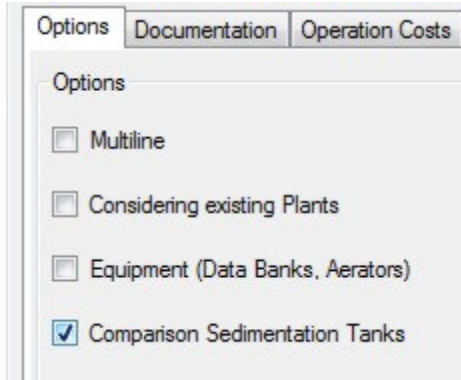 Options Documentation Operation Costs
Options
Multiline
Considering existing Plants
Equipment (Data Banks, Aerators)
Comparison Sedimentation Tanks